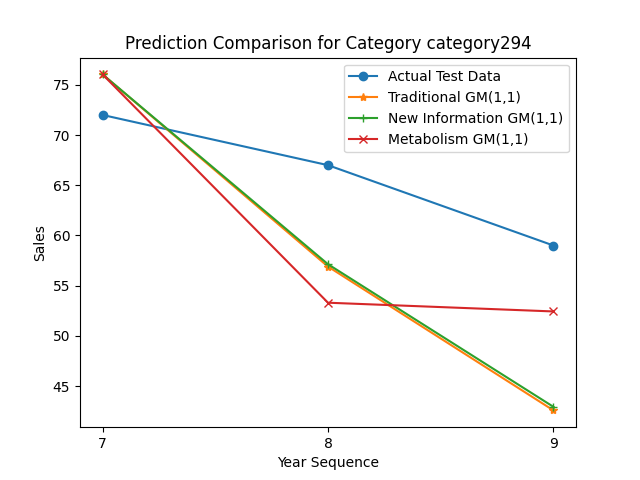 Prediction Comparison for Category category294
Actual Test Data
Traditional GM(1,1)
New Information GM(1,1)
Metabolism GM(1,1)
75
70
65
60
55
50
45
Sales
7
8
9
Year Sequence